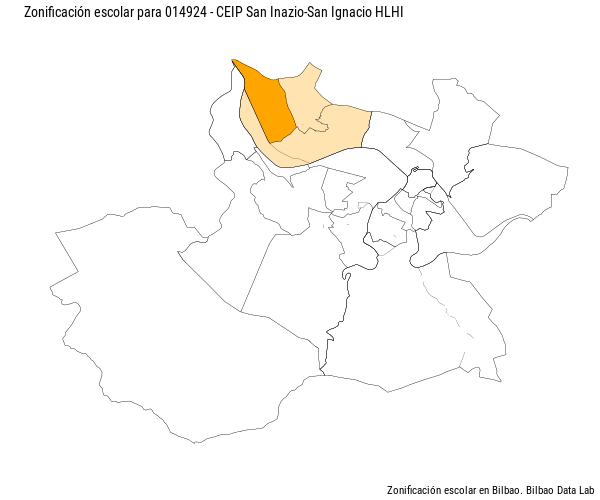 Zonificación escolar para 014924 - CEIP San Inazio-San Ignacio HLHI
Zonificación escolar en Bilbao. Bilbao Data Lab